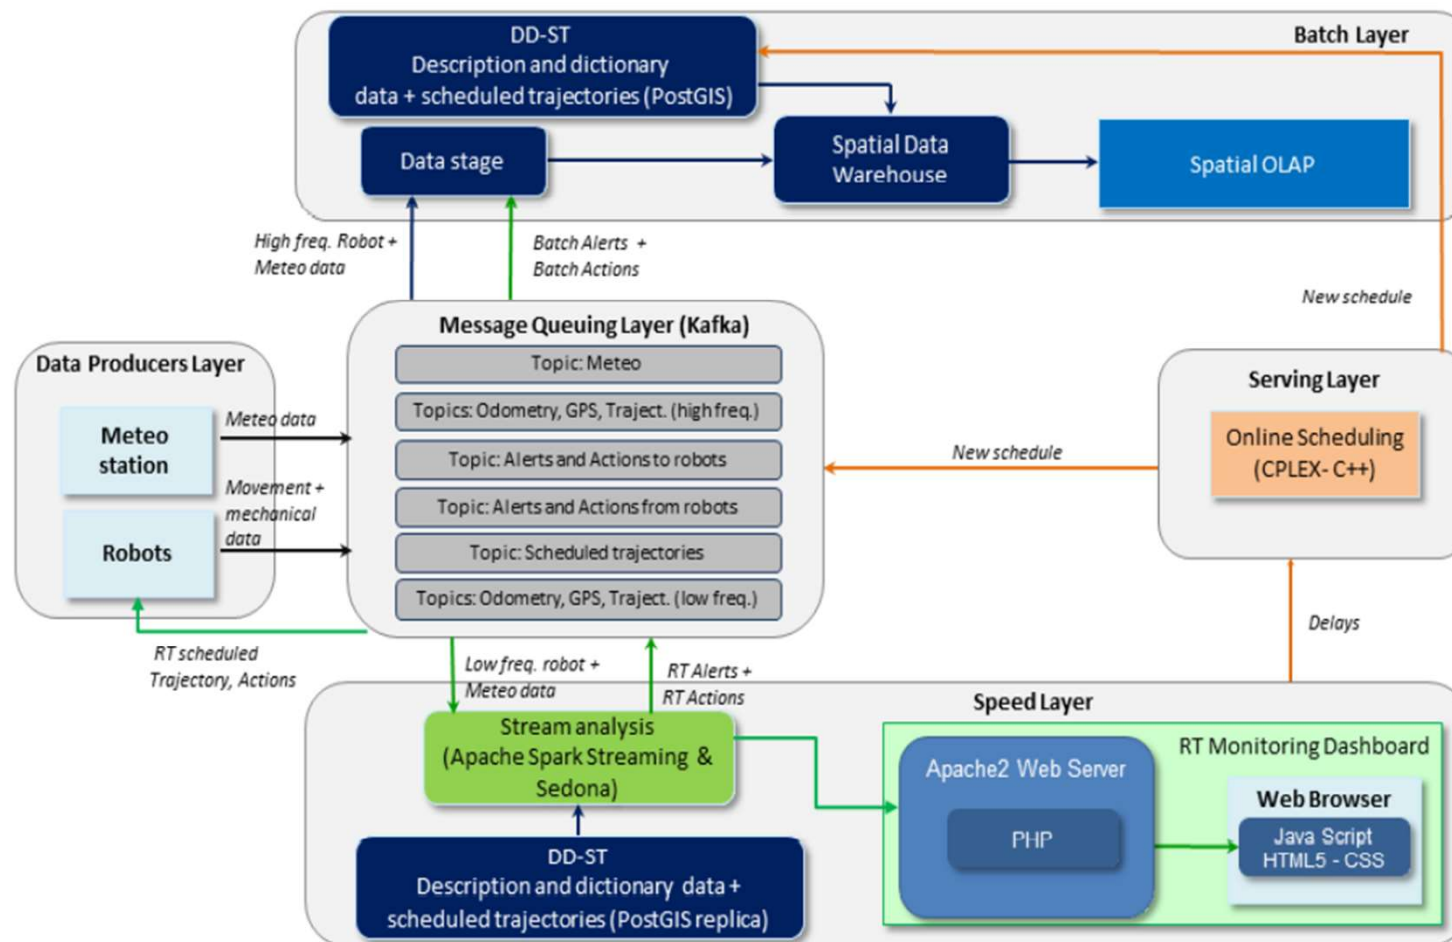 Batch Layer
DD-ST
Description and dictionary
data + scheduled trajectories (PostGIS)
Data stage
Spatial Data
Warehouse
Spatial OLAP
High freq. Robot +
Meteo data
Batch Alerts +
Batch Actions
New schedule
Message Queuing Layer (Kafka)
Topic: Meteo
Topics: Odometry, GPS, Traject. (high freq.)
Topic: Alerts and Actions to robots
Topic: Alerts and Actions from robots
Topic: Scheduled trajectories
Topics: Odometry, GPS, Traject. (low freq.)
Data Producers Layer
Meteo
station
Robots
Meteo data
Movement +
mechanical
data
Serving Layer
Online Scheduling
(CPLEX- C++)
New schedule
Delays
RT scheduled
Trajectory, Actions
Low freq. robot +
Meteo data
RT Alerts +
RT Actions
Speed Layer
Stream analysis
(Apache Spark Streaming &
Sedona)
DD-ST
Description and dictionary data +
scheduled trajectories (PostGIS replica)
RT Monitoring Dashboard
Apache2 Web Server
PHP
Web Browser
Java Script
HTML5 - CSS